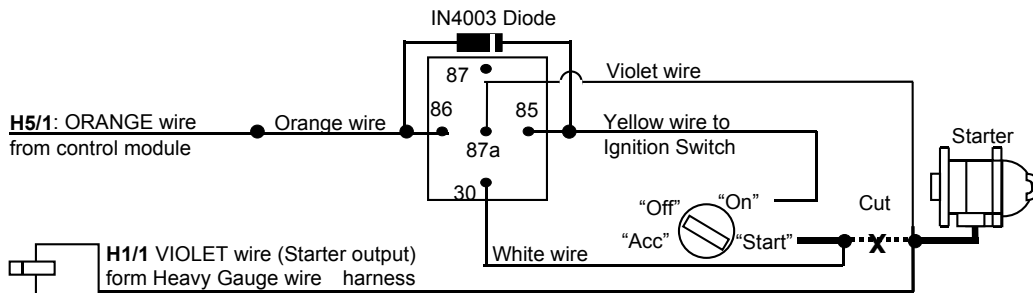 IN4003 Diode
87
Violet wire
H5/1: ORANGE wire
from control module
Orange wire
86
85
87a
Yellow wire to
Ignition Switch
Starter
30
“Off”
“On”
Cut
“Acc”
“Start”
X
White wire
H1/1 VIOLET wire (Starter output)
form Heavy Gauge wire harness